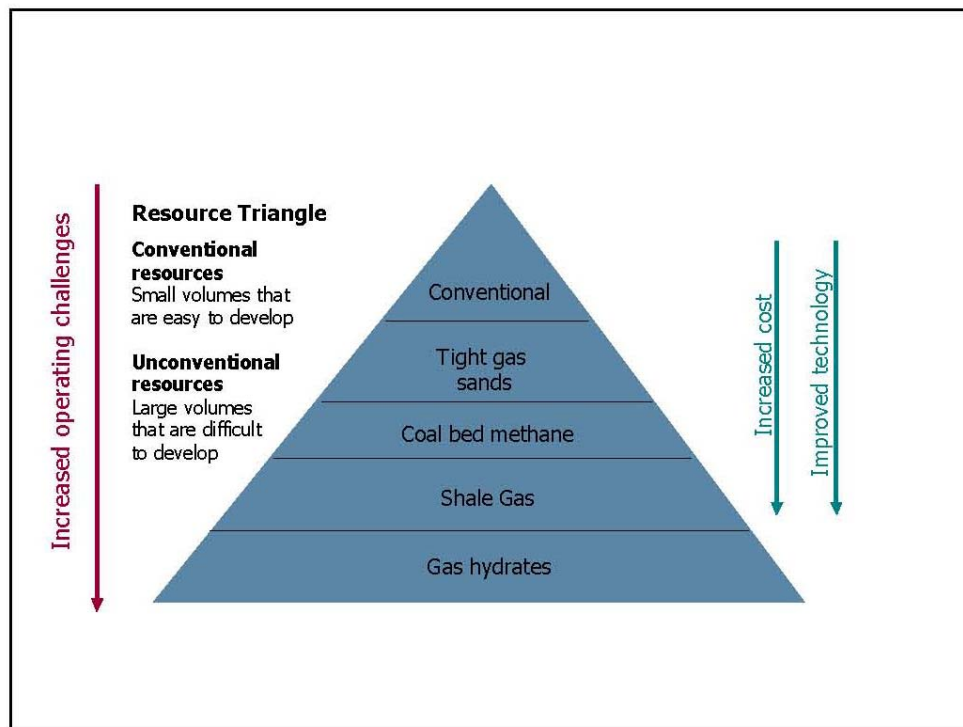 Increased operating challenges
Resource Triangle
Conventional
resources
Small volumes that
are easy to develop
Unconventional
resources
Large volumes
that are difficult
to develop
Conventional
Tight gas
sands
Coal bed methane
Shale Gas
Gas hydrates
Increased cost
Improved technology